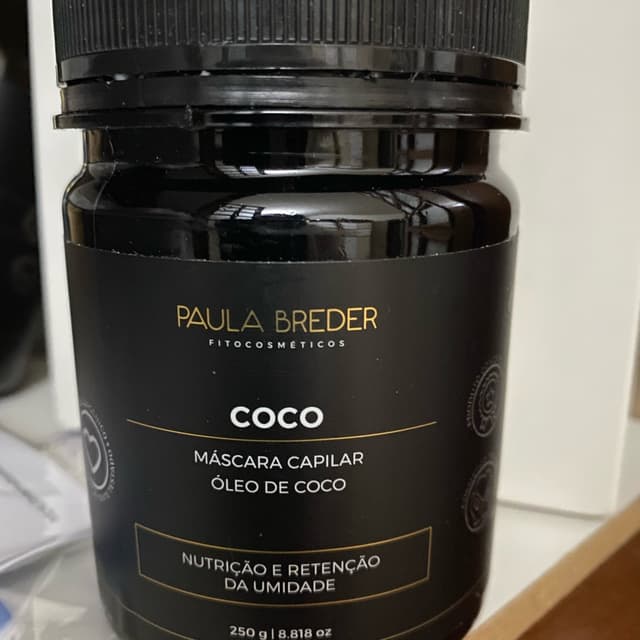 PAULA BREDER
FITOCOSMÉTICOS
COCO
MÁSCARA CAPILAR
ÓLEO DE COCO
NUTRIÇÃO E RETENÇÃO
DA UMIDADE
250 g | 8.818 oz